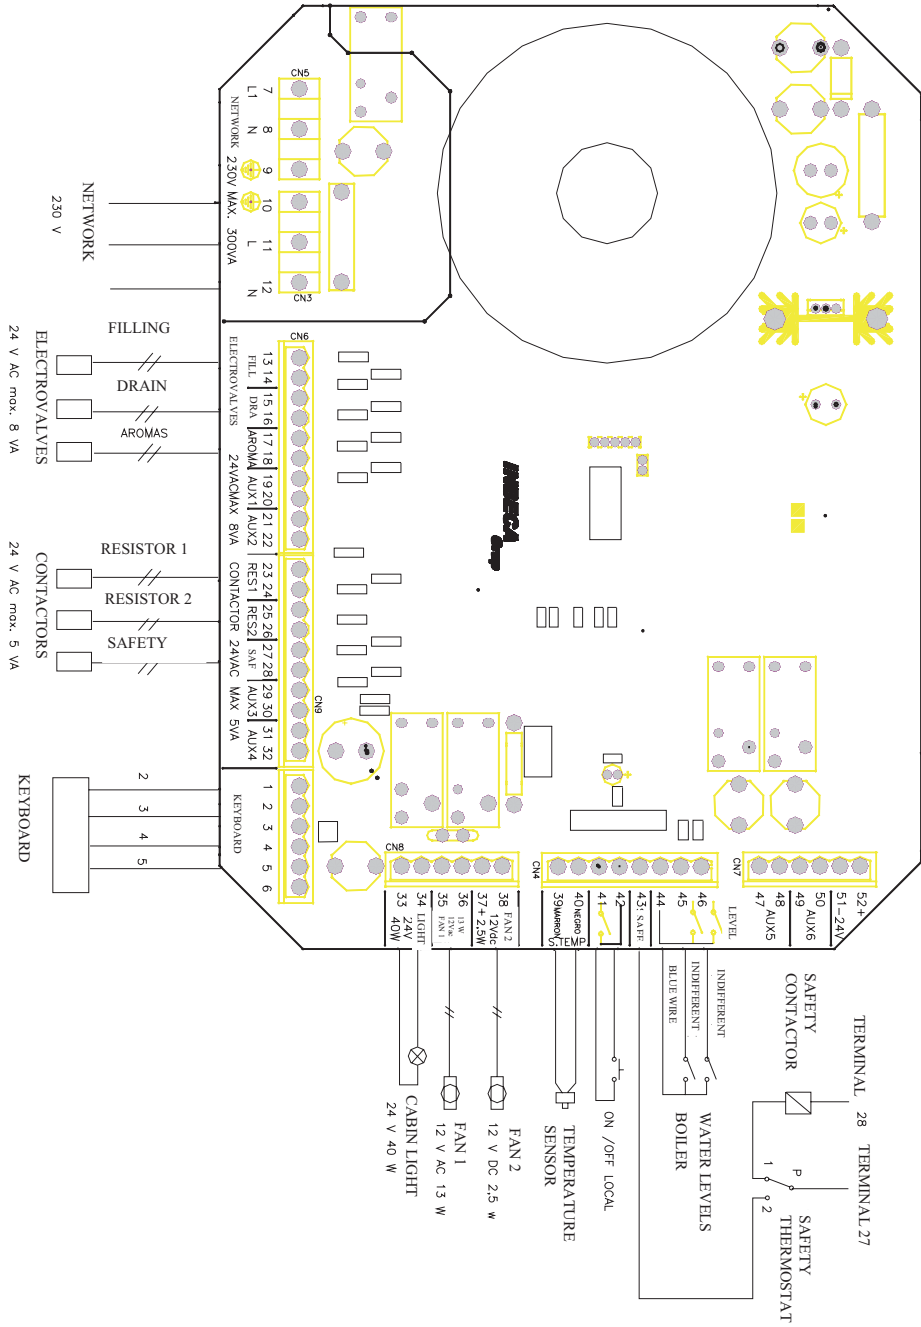 CN5
7 8 9 10 11 12
L1 N L N
NETWORK 230V MAX. 300VA
CN3
NETWORK
230 V
CN6
13 14 15 16 17 18 19 20 21 22
FILL DRA AROMA AUX1 AUX2
ELECTROVALVES 24VACMAX 8VA
FILLING
DRAIN
AROMAS
ELECTROVALVES
24 V AC max. 8 VA
23 24 25 26 27 28 29 30 31 32
RES1 RES2 SAF AUX3 AUX4
CONTACTOR 24VAC MAX 5VA
CN9
RESISTOR 1
RESISTOR 2
SAFETY
CONTACTORS
24 V AC max. 5 VA
1 2 3 4 5 6
KEYBOARD
2
3
4
5
KEYBOARD
Group
CN8
33 34 35 36 37+ 38
LIGHT
24V
40W
13 W
12Vac
FAN 1
FAN 2
12Vdc
2,5W
CN4
39 MARRON
40 NEGRO
S.TEMP.
41 42
43 SAFE
44 45 46
LEVEL
CN7
47 48 AUX5
49 50 AUX6
51-24V
52+
CABIN LIGHT
24 V 40 W
FAN 1
12 V AC 13 W
FAN 2
12 V DC 2,5 w
TEMPERATURE
SENSOR
ON /OFF LOCAL
BLUE WIRE
INDIFFERENT
INDIFFERENT
WATER LEVELS
BOILER
SAFETY
CONTACTOR
TERMINAL 28
TERMINAL 27
P
1
2
SAFETY
THERMOSTAT